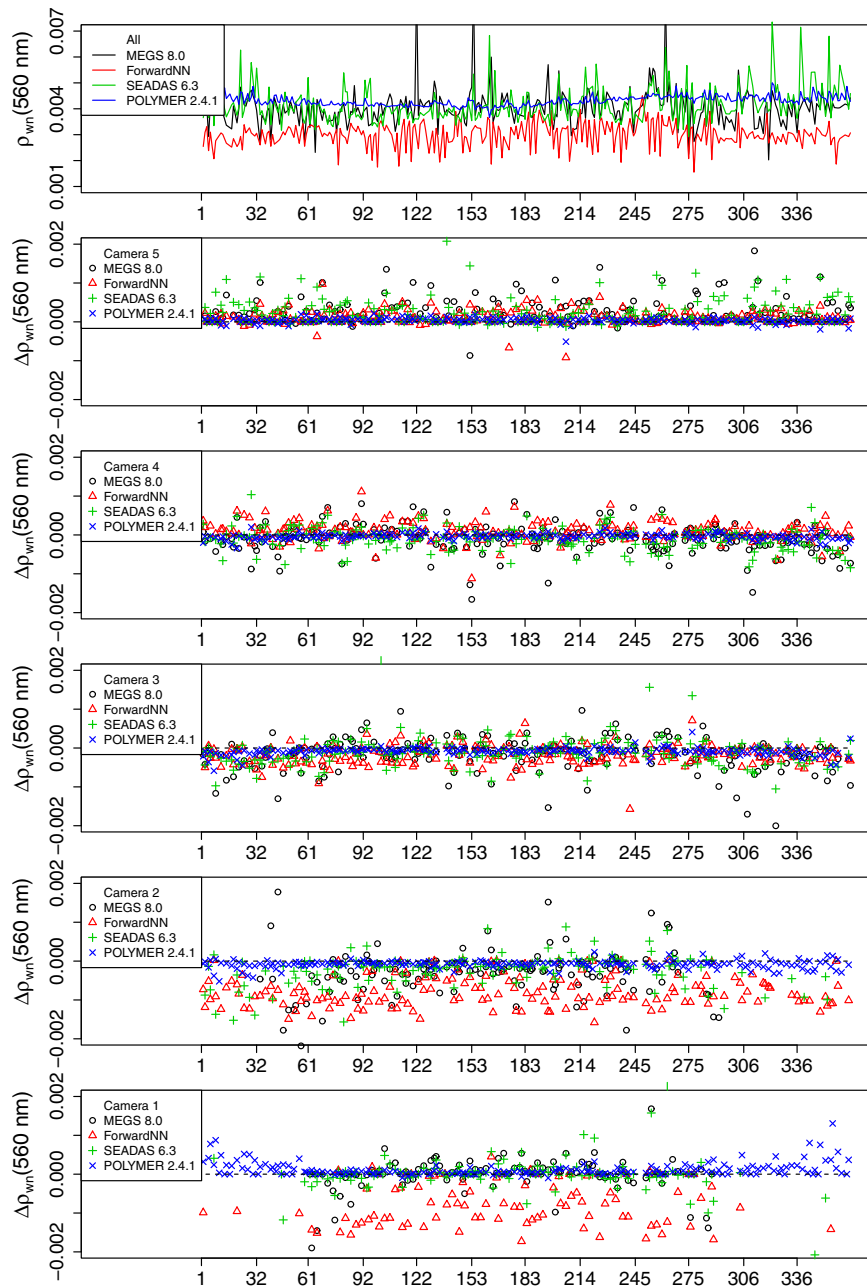 ρwn(560 nm)
0.001 0.004 0.007
All
MEGS 8.0
ForwardNN
SEADAS 6.3
POLYMER 2.4.1
1 32 61 92 122 153 183 214 245 275 306 336
Δρwn(560 nm)
−0.002 0.000 0.002
Camera 5
MEGS 8.0
ForwardNN
SEADAS 6.3
POLYMER 2.4.1
1 32 61 92 122 153 183 214 245 275 306 336
Δρwn(560 nm)
−0.002 0.000 0.002
Camera 4
MEGS 8.0
ForwardNN
SEADAS 6.3
POLYMER 2.4.1
1 32 61 92 122 153 183 214 245 275 306 336
Δρwn(560 nm)
−0.002 0.000 0.002
Camera 3
MEGS 8.0
ForwardNN
SEADAS 6.3
POLYMER 2.4.1
1 32 61 92 122 153 183 214 245 275 306 336
Δρwn(560 nm)
−0.002 0.000 0.002
Camera 2
MEGS 8.0
ForwardNN
SEADAS 6.3
POLYMER 2.4.1
1 32 61 92 122 153 183 214 245 275 306 336
Δρwn(560 nm)
−0.002 0.000 0.002
Camera 1
MEGS 8.0
ForwardNN
SEADAS 6.3
POLYMER 2.4.1
1 32 61 92 122 153 183 214 245 275 306 336